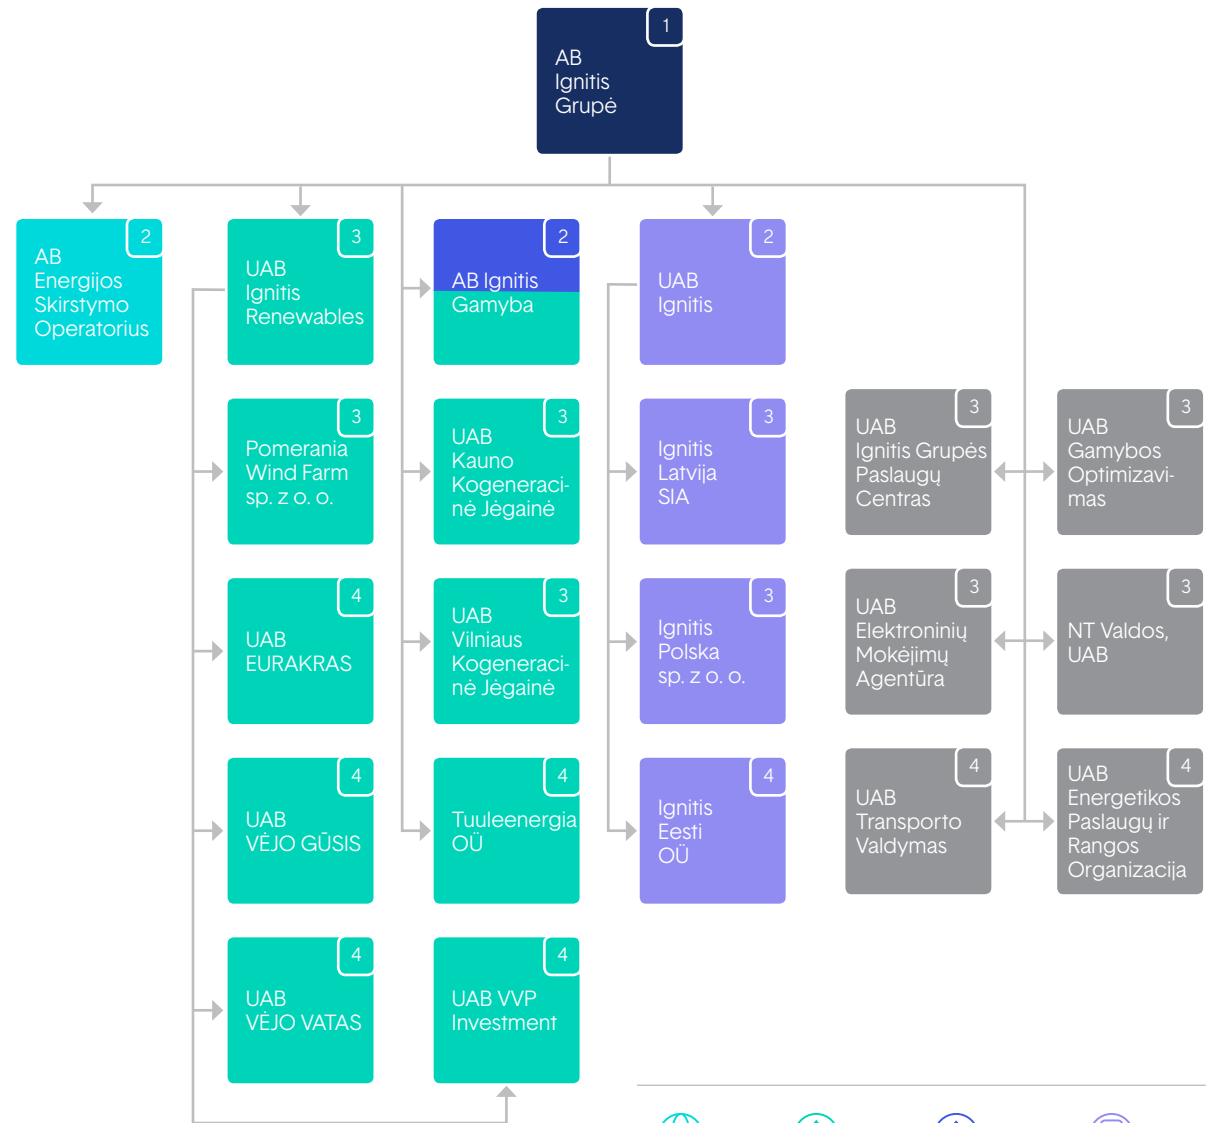 1
AB
Ignitis
Grupė
2
AB
Energijos
Skirstymo
Operatorius
3
UAB
Ignitis
Renewables
2
AB Ignitis
Gamyba
2
UAB
Ignitis
3
Pomerania
Wind Farm
sp. z o. o.
3
UAB
Kauno
Kogeneraci-
nė Jėgainė
3
Ignitis
Latvija
SIA
3
UAB
Ignitis Grupės
Paslaugų
Centras
3
UAB
Gamybos
Optimizavi-
mas
4
UAB
EURAKRAS
3
UAB
Vilniaus
Kogeneraci-
nė Jėgainė
3
Ignitis
Polska
sp. z o. o.
3
UAB
Elektroninių
Mokėjimų
Agentūra
3
NT Valdos,
UAB
4
UAB
VĖJO GŪSIS
4
Tuuleenergia
OÜ
4
Ignitis
Eesti
OÜ
4
UAB
Transporto
Valdymas
4
UAB
Energetikos
Paslaugų ir
Rangos
Organizacija
4
UAB
VĖJO VATAS
4
UAB VVP
Investment